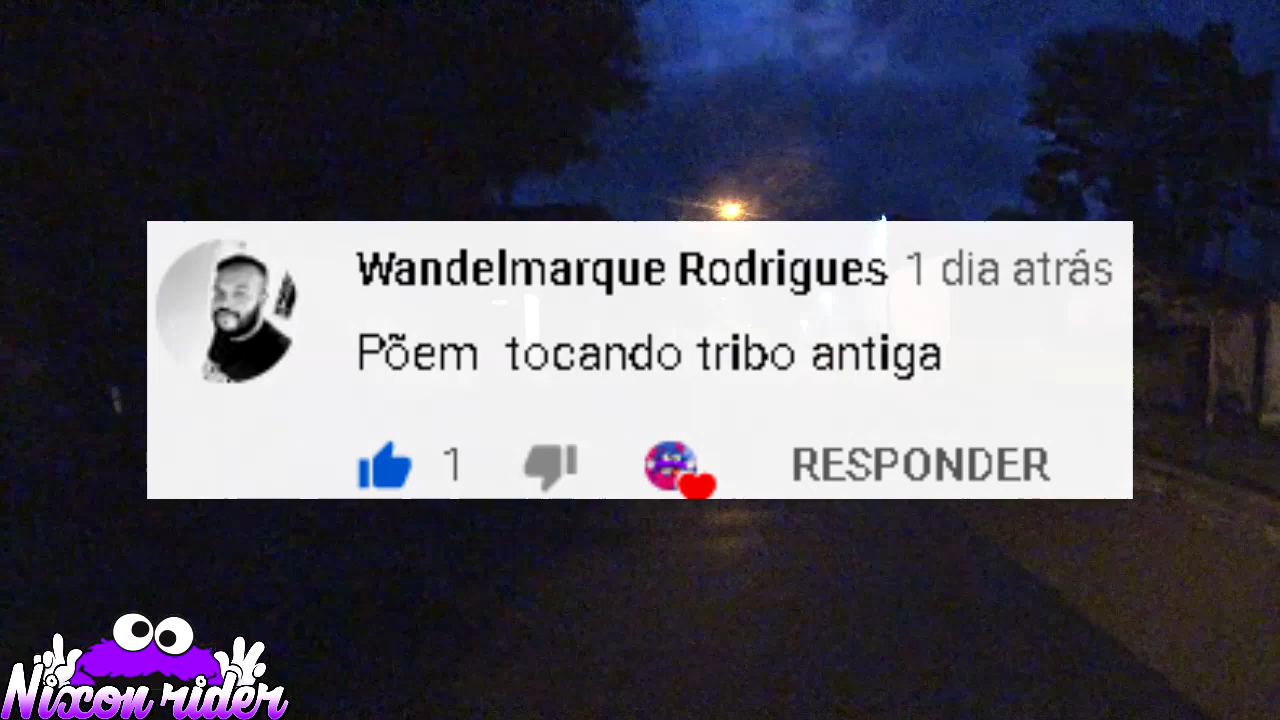 Wandelmarque Rodrigues 1 dia atrás
Põem tocando tribo antiga
1 RESPONDER
Nixon rider